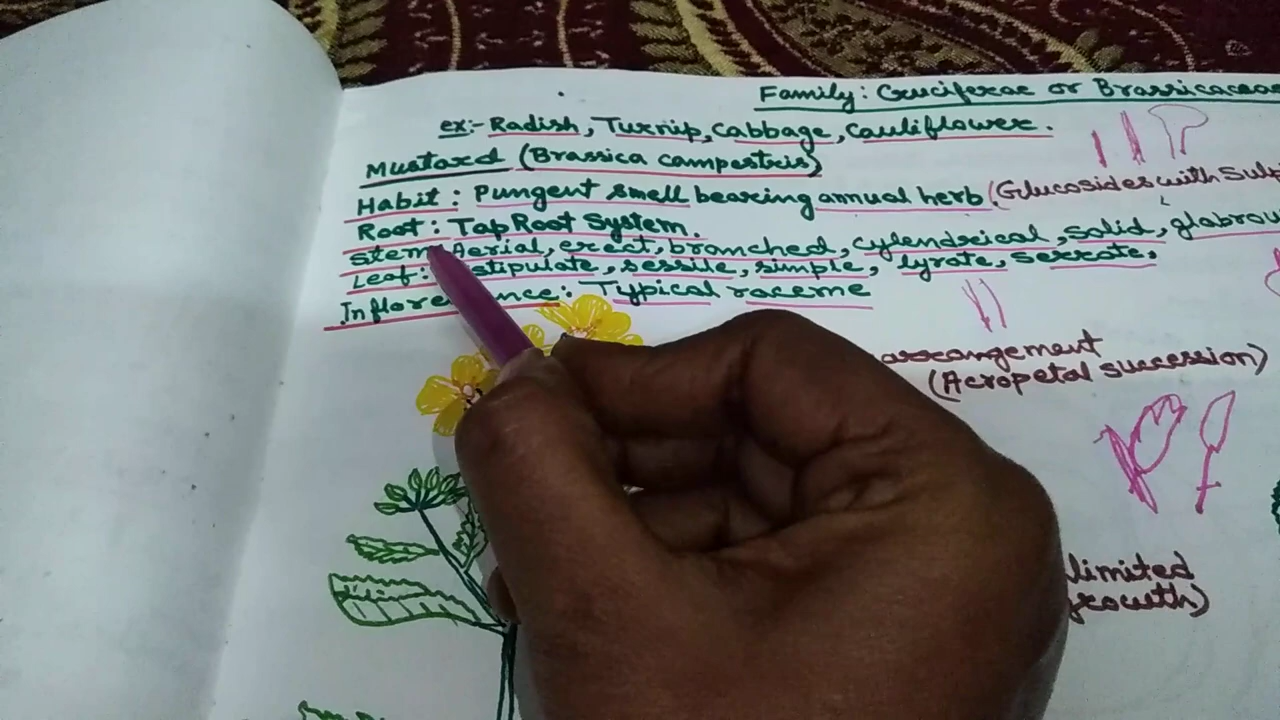 Family: Cruciferae or Brassicaceae
ex:- Radish, Turnip, Cabbage, Cauliflower.
Mustard (Brassica campestris)
Habit: Pungent smell bearing annual herb (Glucosides with
Root: Tap Root System.
Stem Aerial, erect, branched, cylendrical, solid,
Leaf: stipulate, sessile, simple, lyrate, serrate,
Typical raceme
arrangement
(Acropetal succession)
limited
growth)